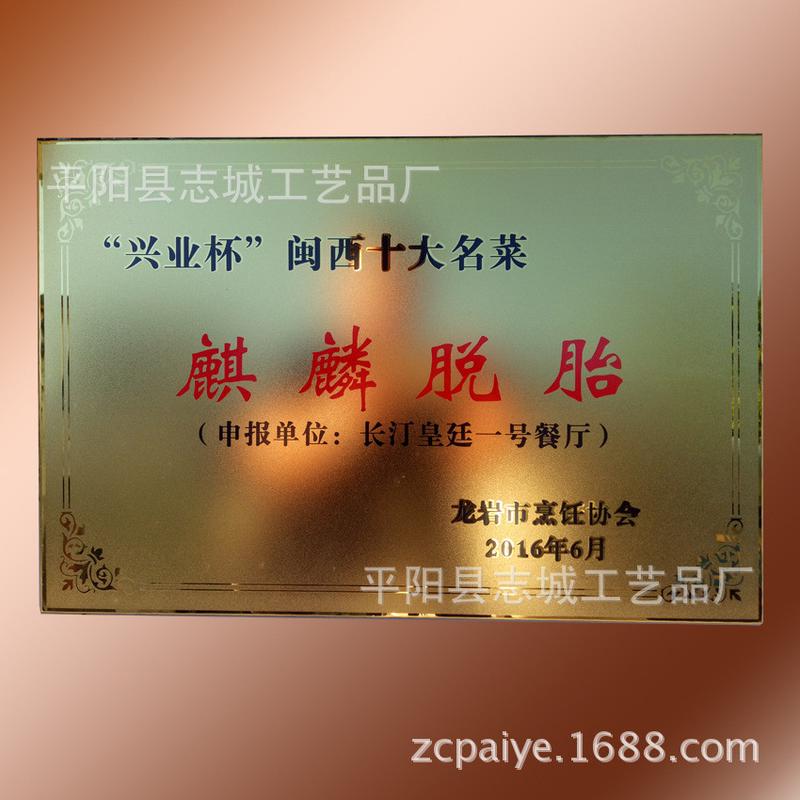 平阳县志城工艺品厂
“兴业杯”闽西十大名菜
麒麟脱胎
（申报单位：长汀皇廷一号餐厅）
龙岩市烹饪协会
2016年6月
平阳县志城工艺品厂
zcpaiye.1688.com